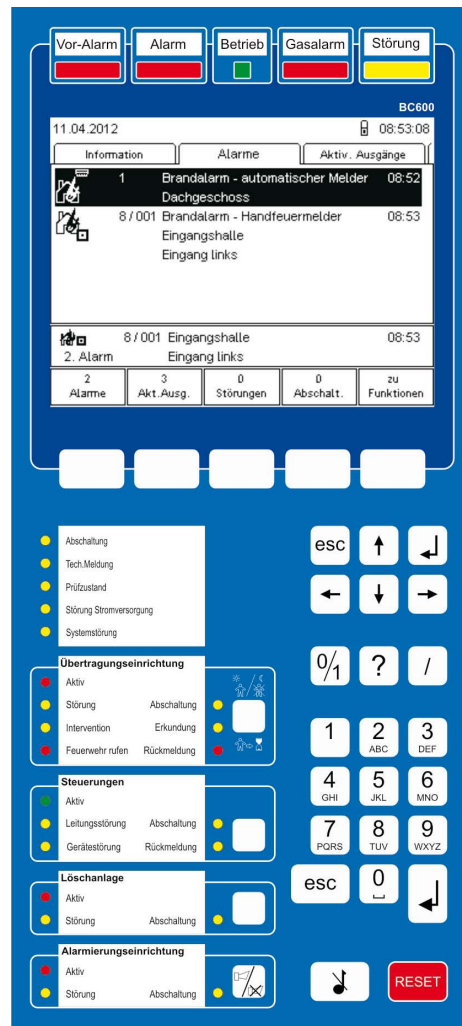 Vor-Alarm Alarm Betrieb Gasalarm Störung
BC600
11.04.2012 08:53:08
Information Alarme Aktiv. Ausgänge
1 Brandalarm - automatischer Melder 08:52
Dachgeschoss
8/001 Brandalarm - Handfeuermelder 08:53
Eingangshalle
Eingang links
8/001 Eingangshalle 08:53
2. Alarm Eingang links
2 3 0 0 zu
Alarme Akt.Ausg. Störungen Abschalt. Funktionen
Abschaltung
Tech.Meldung
Prüfzustand
Störung Stromversorgung
Systemstörung
esc
0/1 ? /
Übertragungseinrichtung
Aktiv
Störung Abschaltung
Intervention Erkundung
Feuerwehr rufen Rückmeldung
1 2 3
ABC DEF
Steuerungen
Aktiv
Leitungsstörung Abschaltung
Gerätestörung Rückmeldung
4 5 6
GHI JKL MNO
7 8 9
PQRS TUV WXYZ
Löschanlage
Aktiv
Störung Abschaltung
esc 0
Alarmierungseinrichtung
Aktiv
Störung Abschaltung
RESET